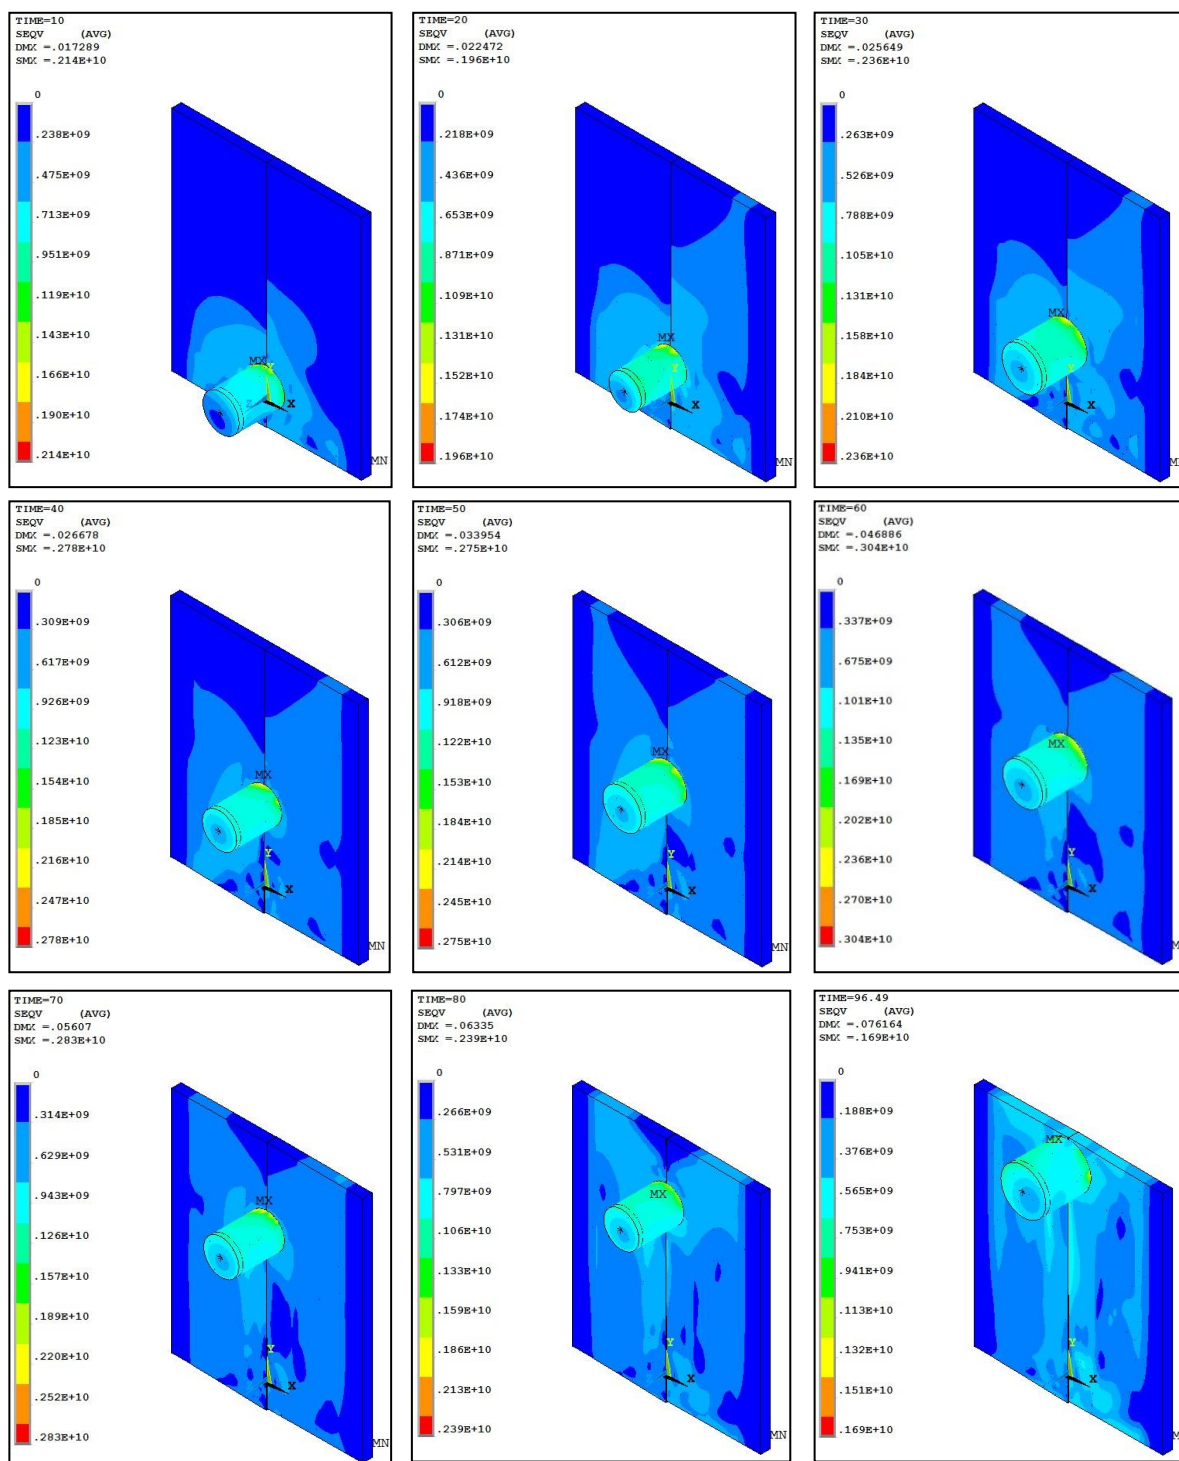 TIME=10
SEQV (AVG)
DMX =.017289
SMX =.214E+10
0
.238E+09
.475E+09
.713E+09
.951E+09
.119E+10
.143E+10
.166E+10
.190E+10
.214E+10
MX
Y
Z
X
MN
TIME=20
SEQV (AVG)
DMX =.022472
SMX =.196E+10
0
.218E+09
.436E+09
.653E+09
.871E+09
.109E+10
.131E+10
.152E+10
.174E+10
.196E+10
MX
Y
X
MN
TIME=30
SEQV (AVG)
DMX =.025649
SMX =.236E+10
0
.263E+09
.526E+09
.788E+09
.105E+10
.131E+10
.158E+10
.184E+10
.210E+10
.236E+10
MX
Y
X
TIME=40
SEQV (AVG)
DMX =.026678
SMX =.278E+10
0
.309E+09
.617E+09
.926E+09
.123E+10
.154E+10
.185E+10
.216E+10
.247E+10
.278E+10
MX
Y
X
MN
TIME=50
SEQV (AVG)
DMX =.033954
SMX =.275E+10
0
.306E+09
.612E+09
.918E+09
.122E+10
.153E+10
.184E+10
.214E+10
.245E+10
.275E+10
MX
Y
X
MN
TIME=60
SEQV (AVG)
DMX =.046886
SMX =.304E+10
0
.337E+09
.675E+09
.101E+10
.135E+10
.169E+10
.202E+10
.236E+10
.270E+10
.304E+10
MX
Y
X
TIME=70
SEQV (AVG)
DMX =.05607
SMX =.283E+10
0
.314E+09
.629E+09
.943E+09
.126E+10
.157E+10
.189E+10
.220E+10
.252E+10
.283E+10
MX
Y
X
MN
TIME=80
SEQV (AVG)
DMX =.06335
SMX =.239E+10
0
.266E+09
.531E+09
.797E+09
.106E+10
.133E+10
.159E+10
.186E+10
.213E+10
.239E+10
MX
Y
X
MN
TIME=96.49
SEQV (AVG)
DMX =.076164
SMX =.169E+10
0
.188E+09
.376E+09
.565E+09
.753E+09
.941E+09
.113E+10
.132E+10
.151E+10
.169E+10
MX
Y
X